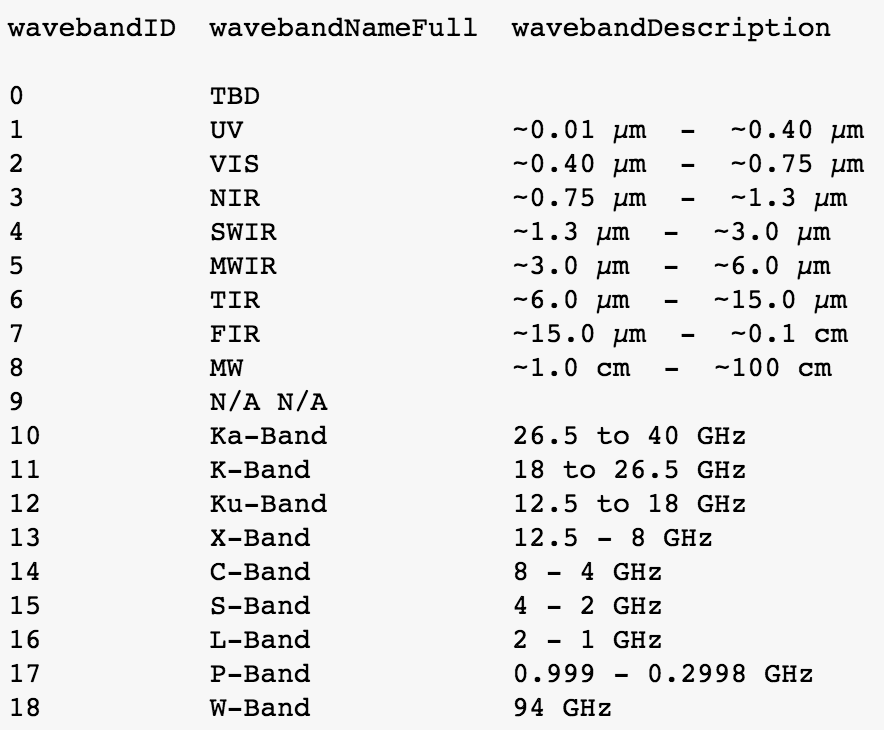 wavebandID  wavebandNameFull  wavebandDescription
0           TBD
1           UV                ~0.01 µm  -  ~0.40 µm
2           VIS               ~0.40 µm  -  ~0.75 µm
3           NIR               ~0.75 µm  -  ~1.3 µm
4           SWIR              ~1.3 µm  -  ~3.0 µm
5           MWIR              ~3.0 µm  -  ~6.0 µm
6           TIR               ~6.0 µm  -  ~15.0 µm
7           FIR               ~15.0 µm  -  ~0.1 cm
8           MW                ~1.0 cm  -  ~100 cm
9           N/A N/A
10          Ka-Band           26.5 to 40 GHz
11          K-Band            18 to 26.5 GHz
12          Ku-Band           12.5 to 18 GHz
13          X-Band            12.5 - 8 GHz
14          C-Band            8 - 4 GHz
15          S-Band            4 - 2 GHz
16          L-Band            2 - 1 GHz
17          P-Band            0.999 - 0.2998 GHz
18          W-Band            94 GHz